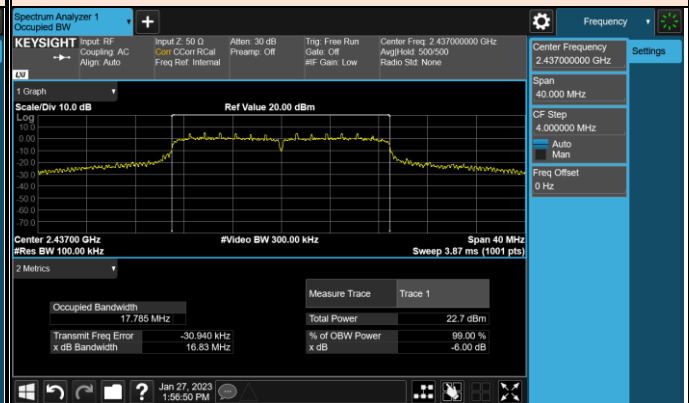 Spectrum Analyzer 1
Occupied BW
+
Frequency
KEYSIGHT
Input: RF
Coupling: AC
Align: Auto
Input Z: 50 Ω
Corr CCorr RCal
Freq Ref: Internal
Atten: 30 dB
Preamp: Off
Trig: Free Run
Gate: Off
#IF Gain: Low
Center Freq: 2.437000000 GHz
Avg|Hold: 500/500
Radio Std: None
LXI
Center Frequency
2.437000000 GHz
Settings
Span
40.000 MHz
CF Step
4.000000 MHz
Auto
Man
Freq Offset
0 Hz
1 Graph
Scale/Div 10.0 dB
Ref Value 20.00 dBm
Log
10.0
0.00
-10.0
-20.0
-30.0
-40.0
-50.0
-60.0
-70.0
Center 2.43700 GHz
#Video BW 300.00 kHz
Span 40 MHz
#Res BW 100.00 kHz
Sweep 3.87 ms (1001 pts)
2 Metrics
Measure Trace
Trace 1
Occupied Bandwidth
17.785 MHz
Total Power
22.7 dBm
Transmit Freq Error
-30.940 kHz
% of OBW Power
99.00 %
x dB Bandwidth
16.83 MHz
x dB
-6.00 dB
?
Jan 27, 2023
1:56:50 PM